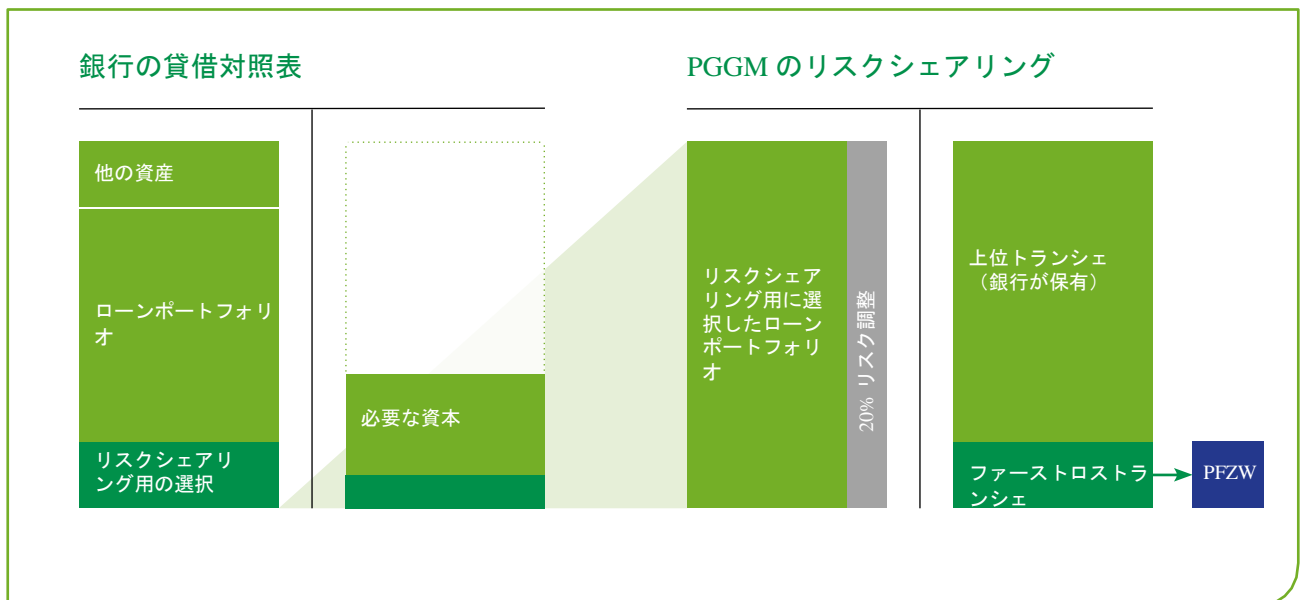 銀行の貸借対照表
他の資産
ローンポートフォリ
オ
リスクシェアリ
ング用の選択
必要な資本
PGGM のリスクシェアリング
リスクシェア
リング用に選
択したローン
ポートフォリ
オ
20% リスク調整
上位トランシェ
（銀行が保有）
ファーストロストラ
ンシェ
PFZW